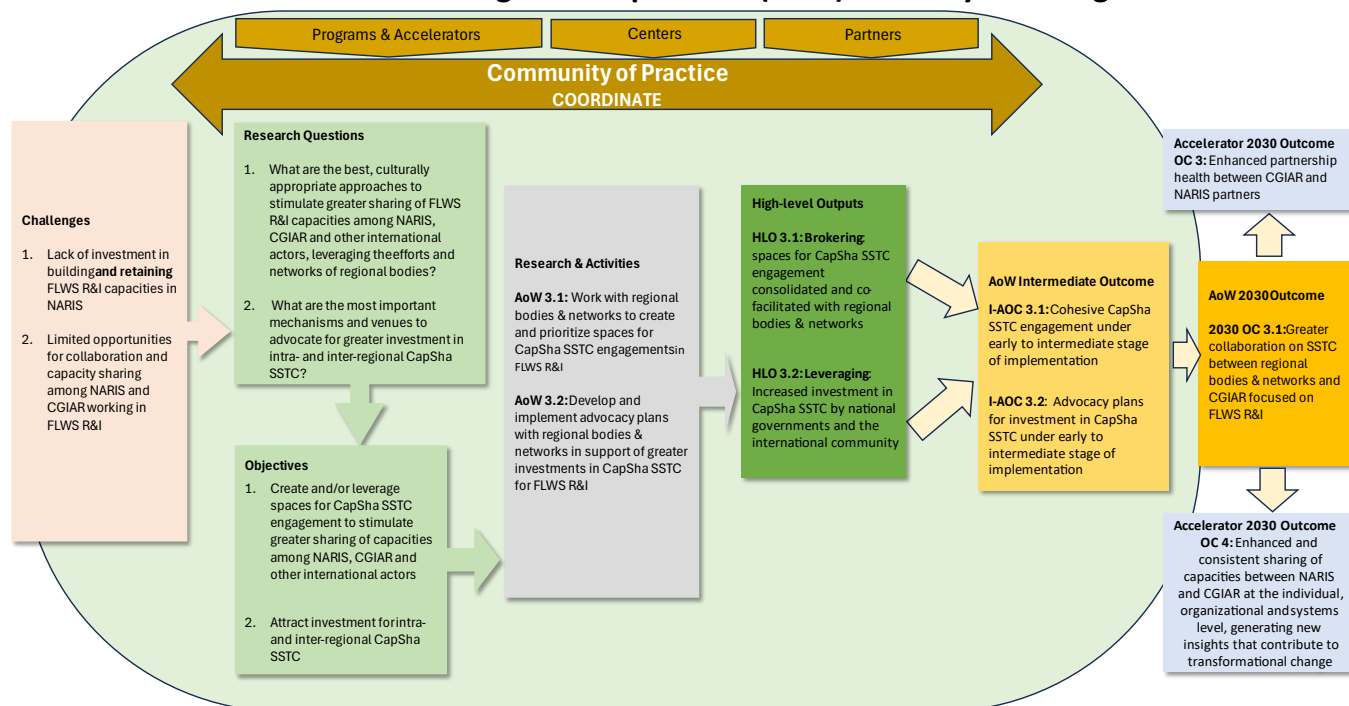 Programs & Accelerators
Centers
Partners
Community of Practice
COORDINATE
Challenges
1. Lack of investment in
buildingand retaining
FLWS R&I capacities in
NARIS
2. Limited opportunities
for collaboration and
capacity sharing
among NARIS and
CGIAR working in
FLWS R&I
Research Questions
1. What are the best, culturally
appropriate approaches to
stimulate greater sharing of FLWS
R&I capacities among NARIS,
CGIAR and other international
actors, leveraging theefforts and
networks of regional bodies?
2. What are the most important
mechanisms and venues to
advocate for greater investment in
intra- and inter-regional CapSha
SSTC?
Objectives
1. Create and/or leverage
spaces for CapSha SSTC
engagement to stimulate
greater sharing of capacities
among NARIS, CGIAR and
other international actors
2. Attract investment for intra-
and inter-regional CapSha
SSTC
Research & Activities
AoW 3.1: Work with regional
bodies & networks to create
and prioritize spaces for
CapSha SSTC engagementsin
FLWS R&I
AoW 3.2:Develop and
implement advocacy plans
with regional bodies &
networks in support of greater
investments in CapSha SSTC
for FLWS R&I
High-level Outputs
HLO 3.1:Brokering:
spaces for CapSha SSTC
engagement
consolidated and co-
facilitated with regional
bodies & networks
HLO 3.2:Leveraging:
Increased investment in
CapSha SSTC by national
governments and the
international community
AoW Intermediate Outcome
I-AOC 3.1:Cohesive CapSha
SSTC engagement under
early to intermediate stage
of implementation
I-AOC 3.2: Advocacy plans
for investment in CapSha
SSTC under early to
intermediate stage of
implementation
Accelerator 2030 Outcome
OC 3: Enhanced partnership
health between CGIAR and
NARIS partners
AoW 2030Outcome
2030 OC 3.1:Greater
collaboration on SSTC
between regional
bodies & networks and
CGIAR focused on
FLWS R&I
Accelerator 2030 Outcome
OC 4: Enhanced and
consistent sharing of
capacities between NARIS
and CGIAR at the individual,
organizational andsystems
level, generating new
insights that contribute to
transformational change